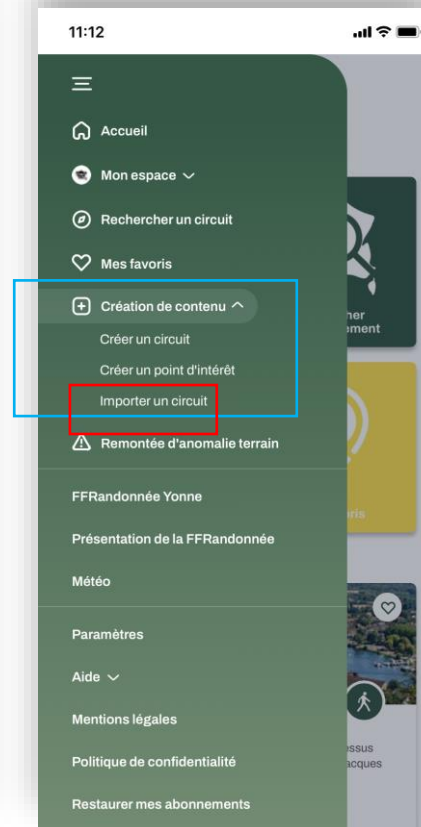 11:12
Accueil
Mon espace
Rechercher un circuit
Mes favoris
Création de contenu
Créer un circuit
Créer un point d'intérêt
Importer un circuit
Remontée d'anomalie terrain
FFRandonnée Yonne
Présentation de la FFRandonnée
Météo
Paramètres
Aide
Mentions légales
Politique de confidentialité
Restaurer mes abonnements